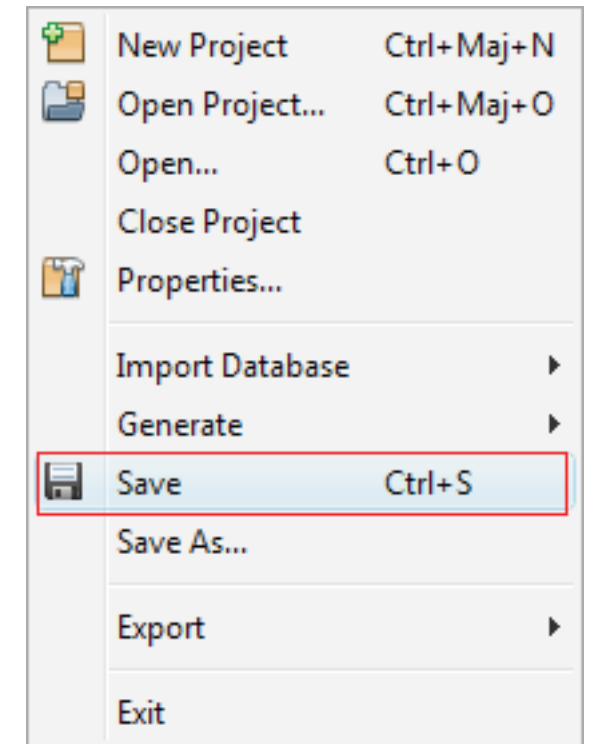 New Project Ctrl+Maj+N
Open Project... Ctrl+Maj+O
Open... Ctrl+O
Close Project
Properties...
Import Database
Generate
Save Ctrl+S
Save As...
Export
Exit